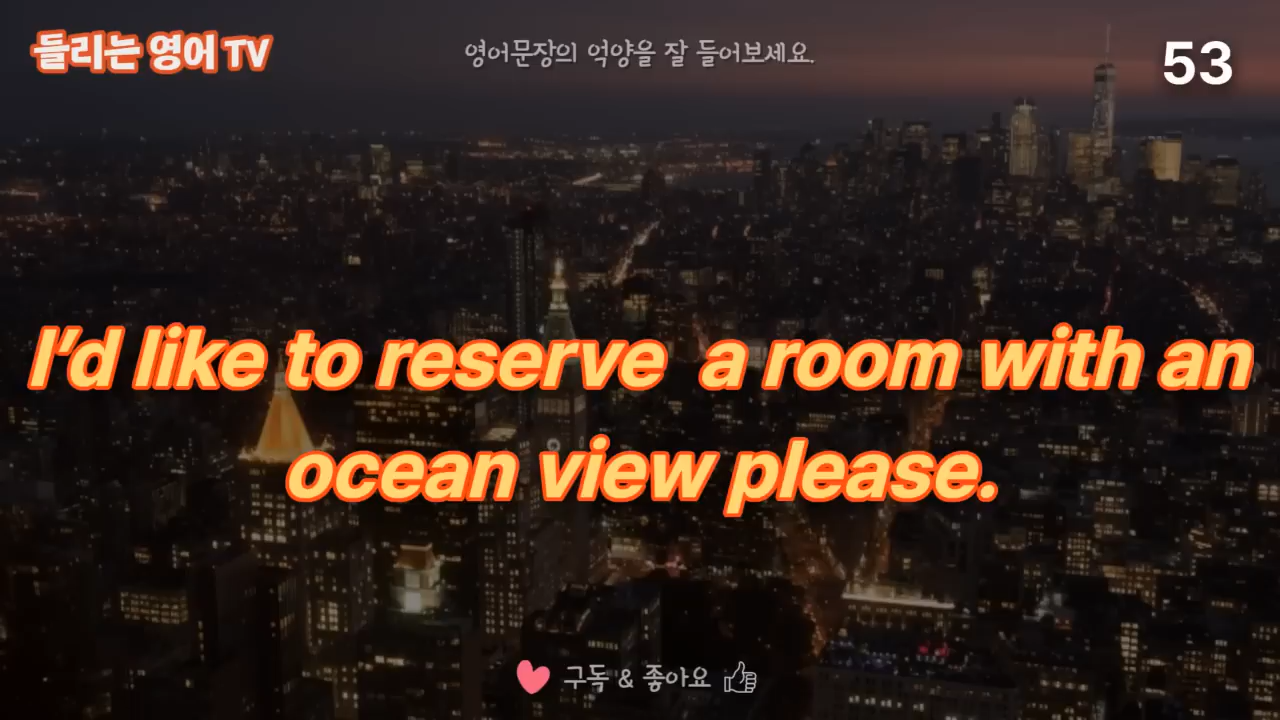 들리는 영어 TV
영어문장의 억양을 잘 들어보세요.
53
I'd like to reserve a room with an
ocean view please.
구독 & 좋아요